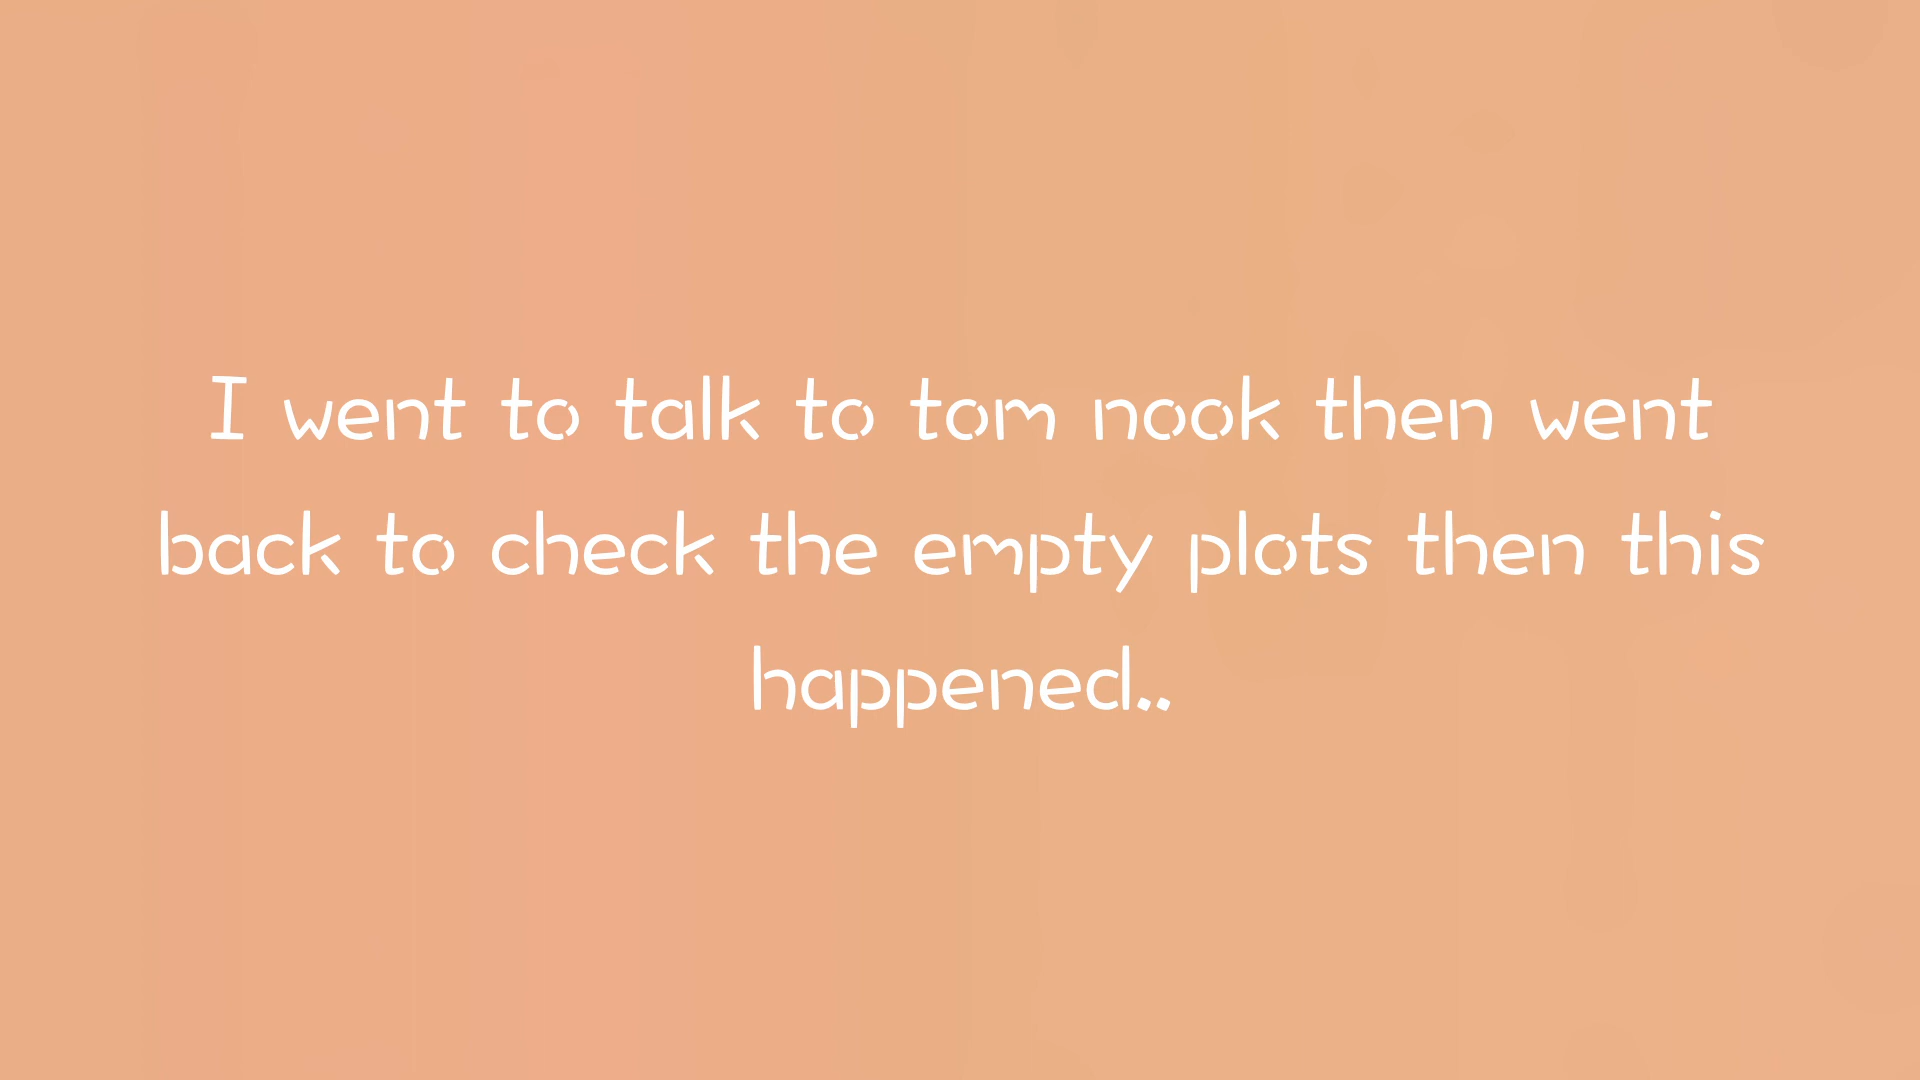 I went to talk to tom nook then went
back to check the empty plots then this
happened..